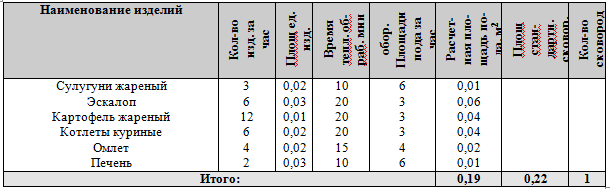 Наименование изделий
Кол-во изд. за час
Площ ед. изд.
Время тепл. обраб. мин
обор. Площади пода за час
Расчет-ная пло-щадь по-да, м²
Площ стан-дартн. сковор.
Кол-во сковород
Сулугуни жареный 3 0,02 10 6 0,01
Эскалоп 6 0,03 20 3 0,06
Картофель жареный 12 0,01 20 3 0,04
Котлеты куриные 6 0,02 20 3 0,04
Омлет 4 0,02 15 4 0,02
Печень 2 0,03 10 6 0,01
Итого: 0,19 0,22 1